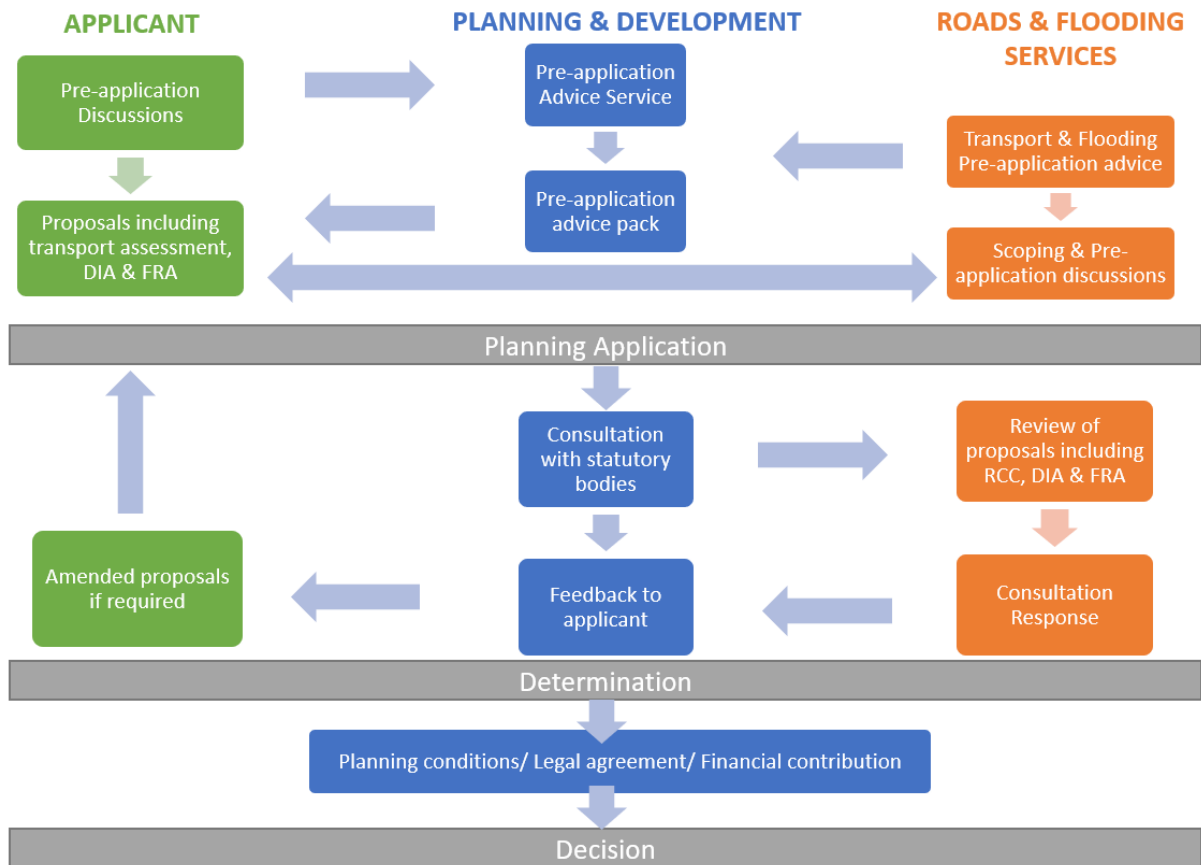 APPLICANT
PLANNING & DEVELOPMENT
ROADS & FLOODING
SERVICES
Pre-application
Discussions
Pre-application
Advice Service
Transport & Flooding
Pre-application advice
Proposals including
transport assessment,
DIA & FRA
Pre-application
advice pack
Scoping & Pre-
application discussions
Planning Application
Consultation
with statutory
bodies
Review of
proposals including
RCC, DIA & FRA
Amended proposals
if required
Feedback to
applicant
Consultation
Response
Determination
Planning conditions/ Legal agreement/ Financial contribution
Decision